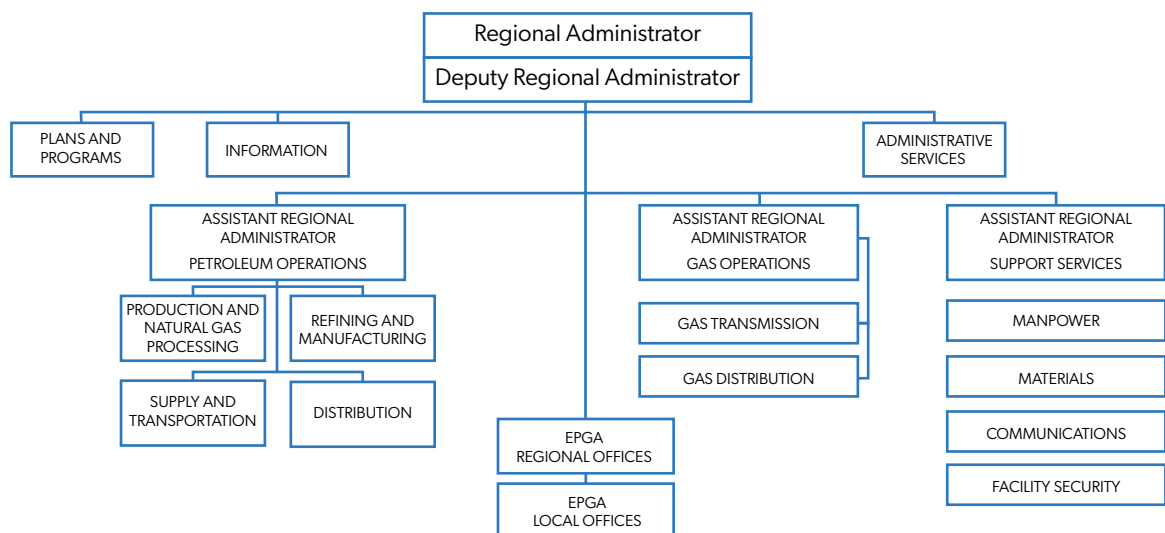 Regional Administrator
Deputy Regional Administrator
PLANS AND
PROGRAMS
INFORMATION
ADMINISTRATIVE
SERVICES
ASSISTANT REGIONAL
ADMINISTRATOR
PETROLEUM OPERATIONS
ASSISTANT REGIONAL
ADMINISTRATOR
GAS OPERATIONS
ASSISTANT REGIONAL
ADMINISTRATOR
SUPPORT SERVICES
PRODUCTION AND
NATURAL GAS
PROCESSING
REFINING AND
MANUFACTURING
SUPPLY AND
TRANSPORTATION
DISTRIBUTION
GAS TRANSMISSION
GAS DISTRIBUTION
MANPOWER
MATERIALS
COMMUNICATIONS
FACILITY SECURITY
EPGA
REGIONAL OFFICES
EPGA
LOCAL OFFICES